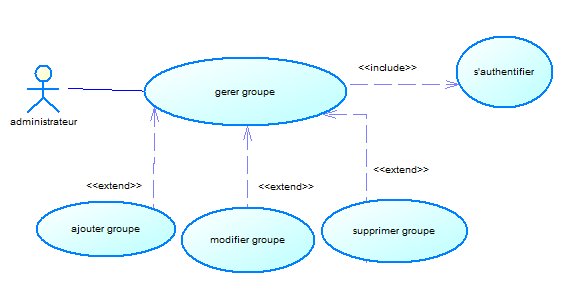 <<include>>
s'authentifier
gerer groupe
administrateur
<<extend>>
<<extend>>
<<extend>>
ajouter groupe
modifier groupe
supprimer groupe